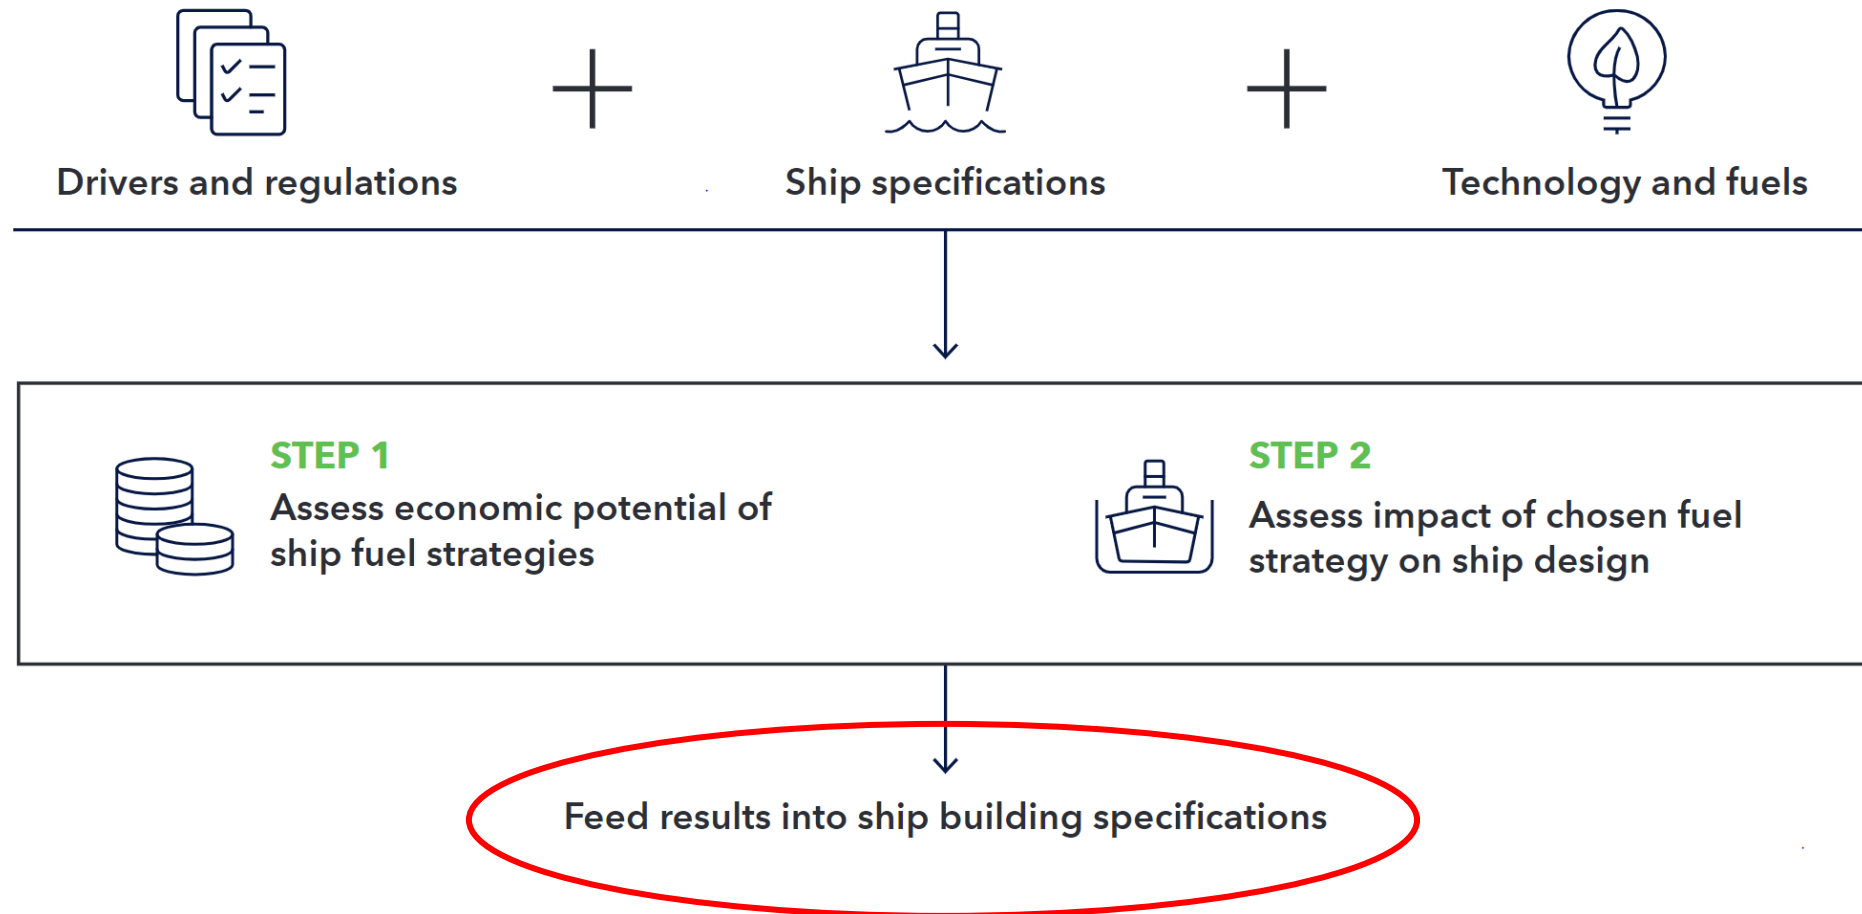 Drivers and regulations
Ship specifications
Technology and fuels
STEP 1
Assess economic potential of
ship fuel strategies
STEP 2
Assess impact of chosen fuel
strategy on ship design
Feed results into ship building specifications